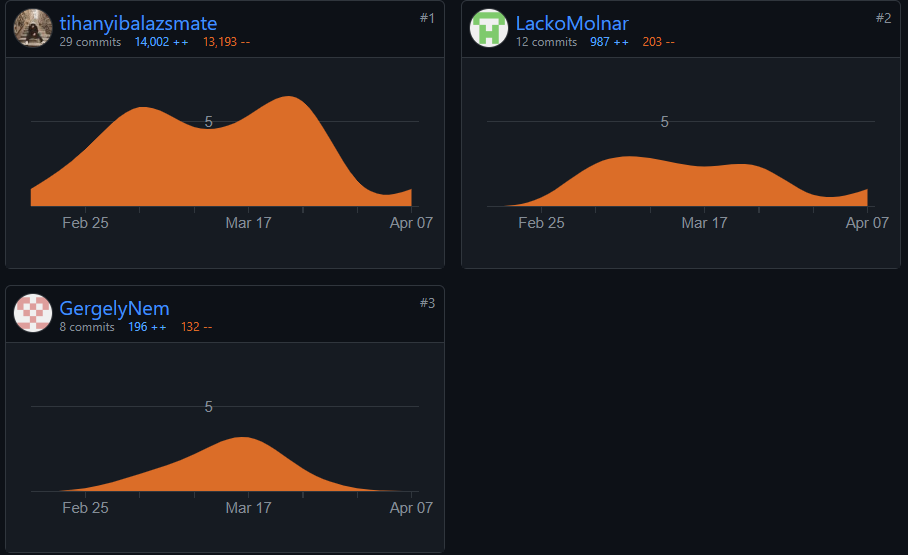 tihanyibalazsmate
#1
29 commits 14,002 ++ 13,193 --
5
Feb 25 Mar 17 Apr 07
LackoMolnar
#2
12 commits 987 ++ 203 --
5
Feb 25 Mar 17 Apr 07
GergelyNem
#3
8 commits 196 ++ 132 --
5
Feb 25 Mar 17 Apr 07